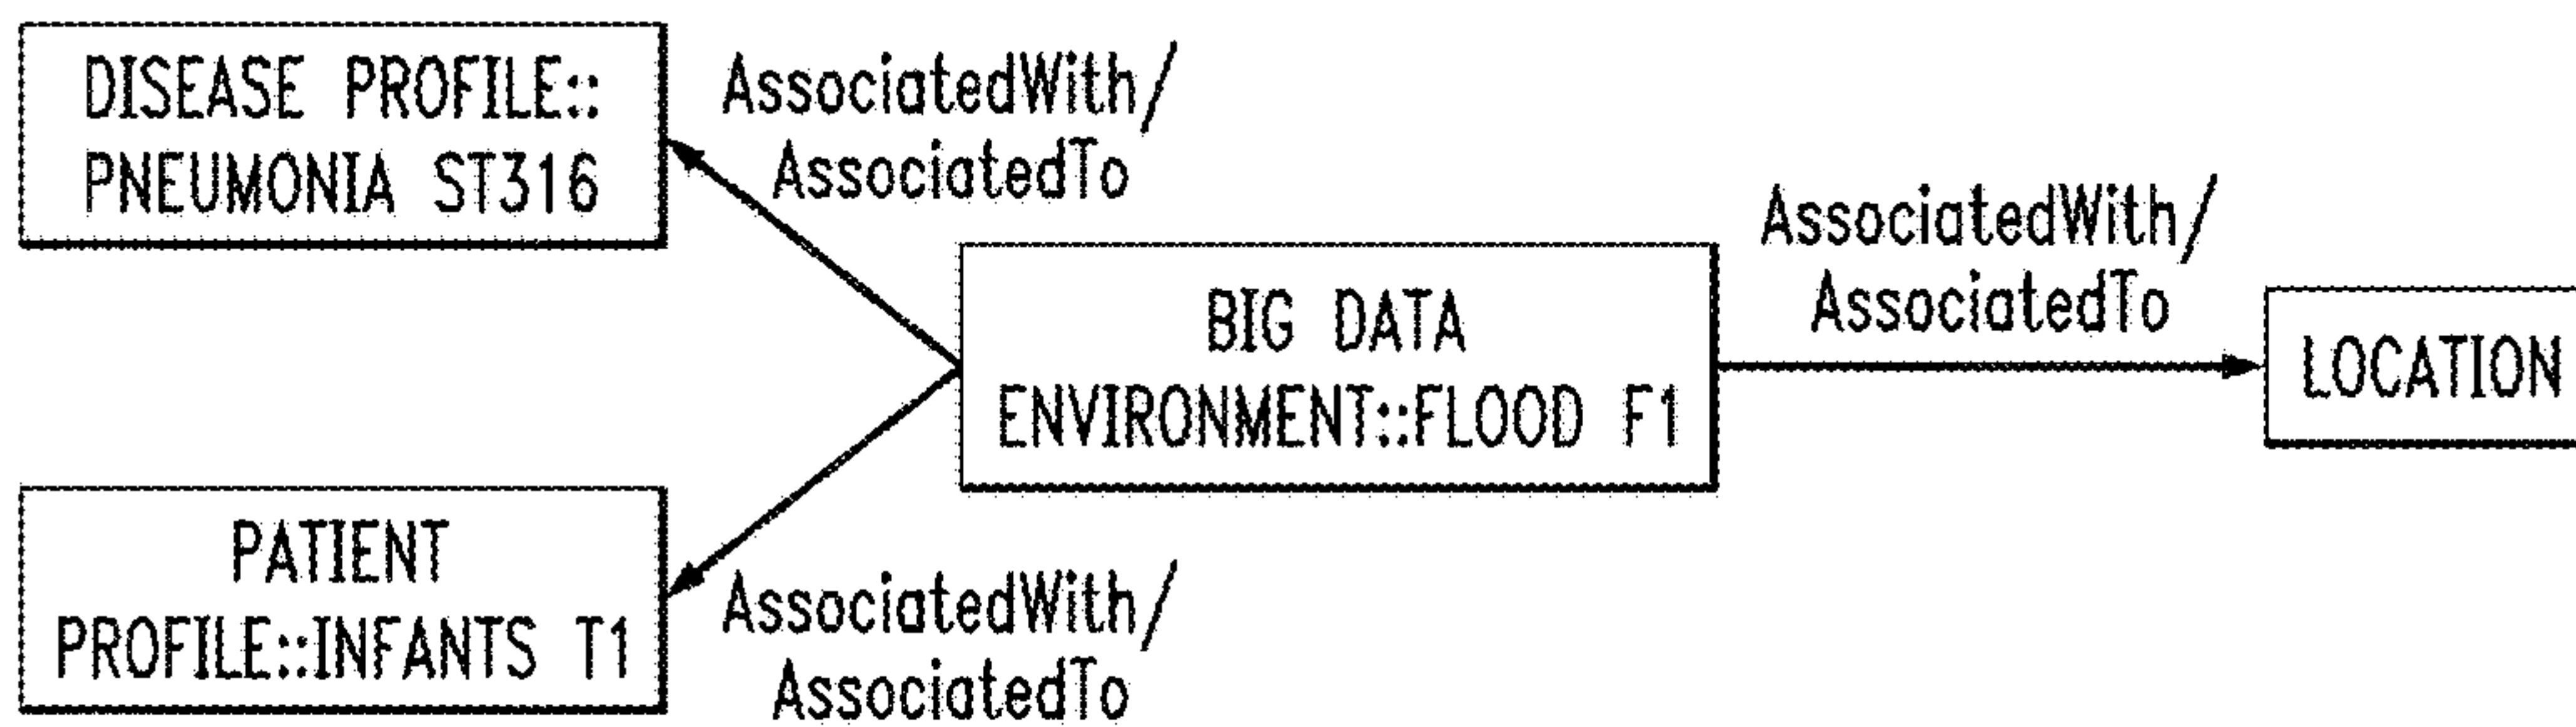 DISEASE PROFILE::
PNEUMONIA ST316
AssociatedWith/
AssociatedTo
BIG DATA
ENVIRONMENT::FLOOD F1
AssociatedWith/
AssociatedTo
LOCATION
PATIENT
PROFILE::INFANTS T1
AssociatedWith/
AssociatedTo